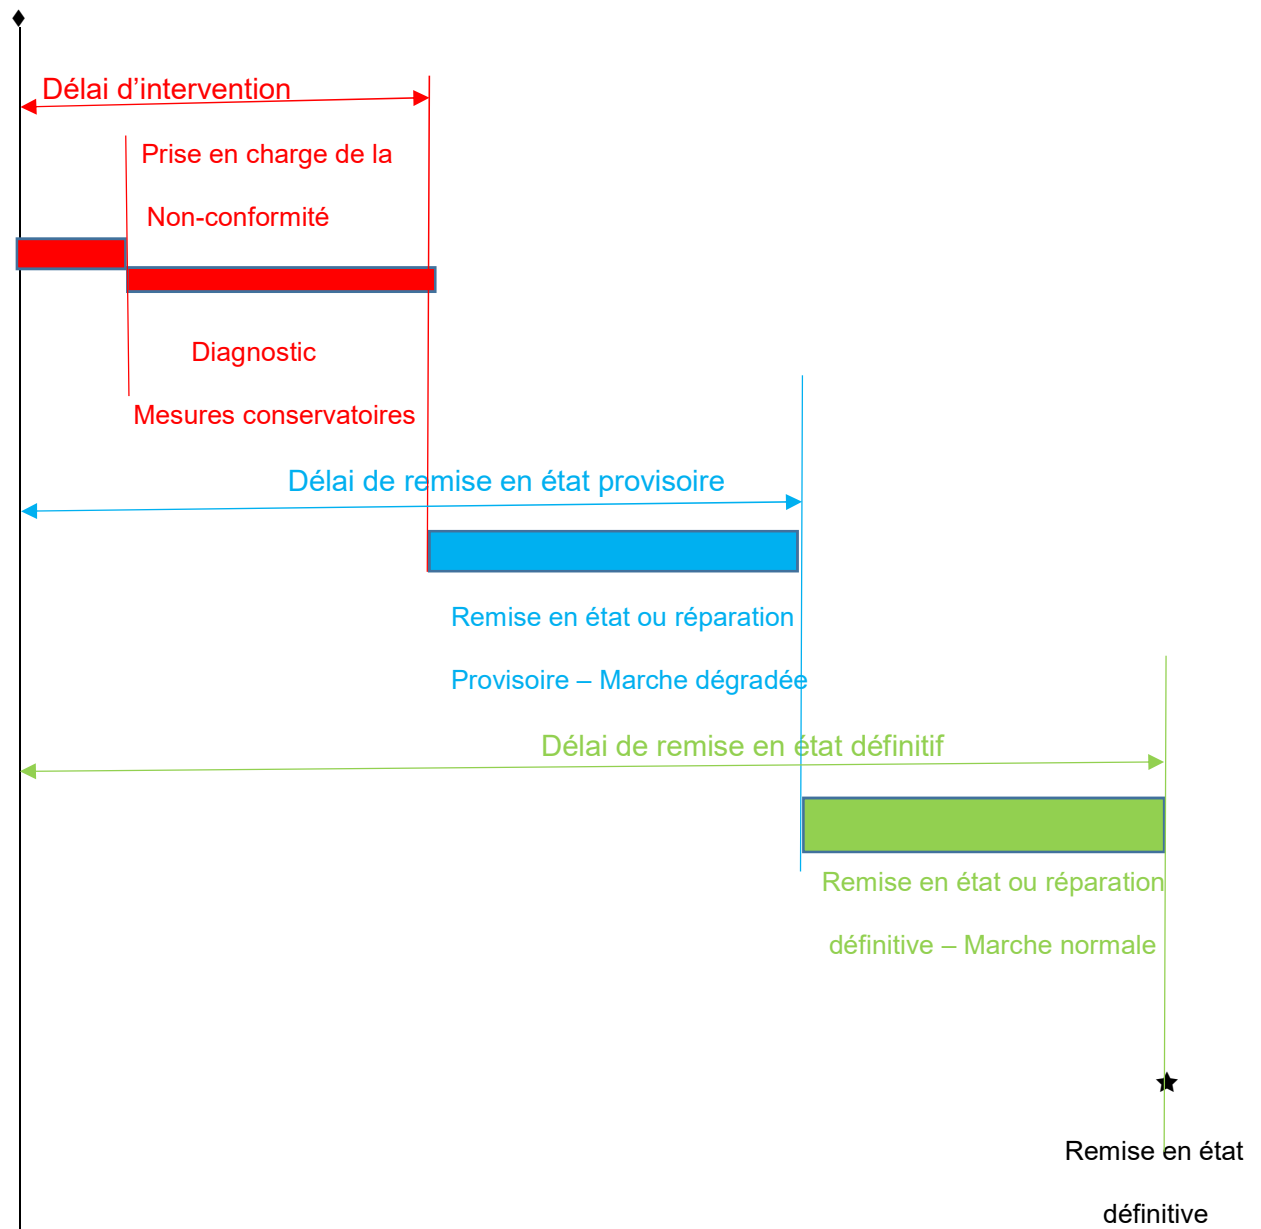 Délai d’intervention
Prise en charge de la
Non-conformité
Diagnostic
Mesures conservatoires
Délai de remise en état provisoire
Remise en état ou réparation
Provisoire – Marche dégradée
Délai de remise en état définitif
Remise en état ou réparation
définitive – Marche normale
Remise en état
définitive